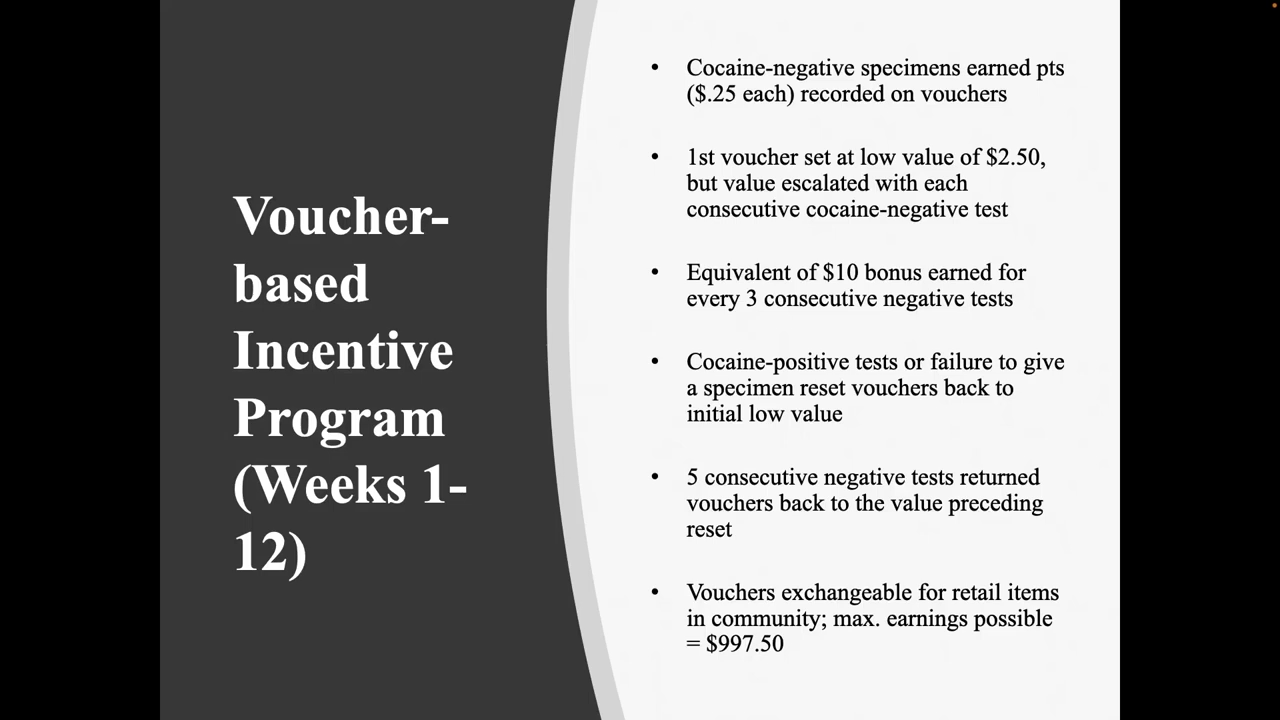 Voucher-
based
Incentive
Program
(Weeks 1-
12)
• Cocaine-negative specimens earned pts
($.25 each) recorded on vouchers
• 1st voucher set at low value of $2.50,
but value escalated with each
consecutive cocaine-negative test
• Equivalent of $10 bonus earned for
every 3 consecutive negative tests
• Cocaine-positive tests or failure to give
a specimen reset vouchers back to
initial low value
• 5 consecutive negative tests returned
vouchers back to the value preceding
reset
• Vouchers exchangeable for retail items
in community; max. earnings possible
= $997.50